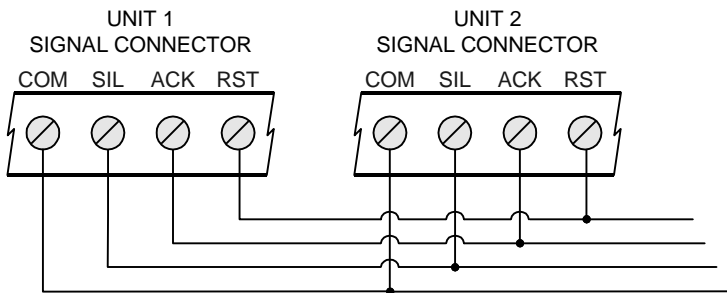 UNIT 1
SIGNAL CONNECTOR
COM SIL ACK RST
UNIT 2
SIGNAL CONNECTOR
COM SIL ACK RST